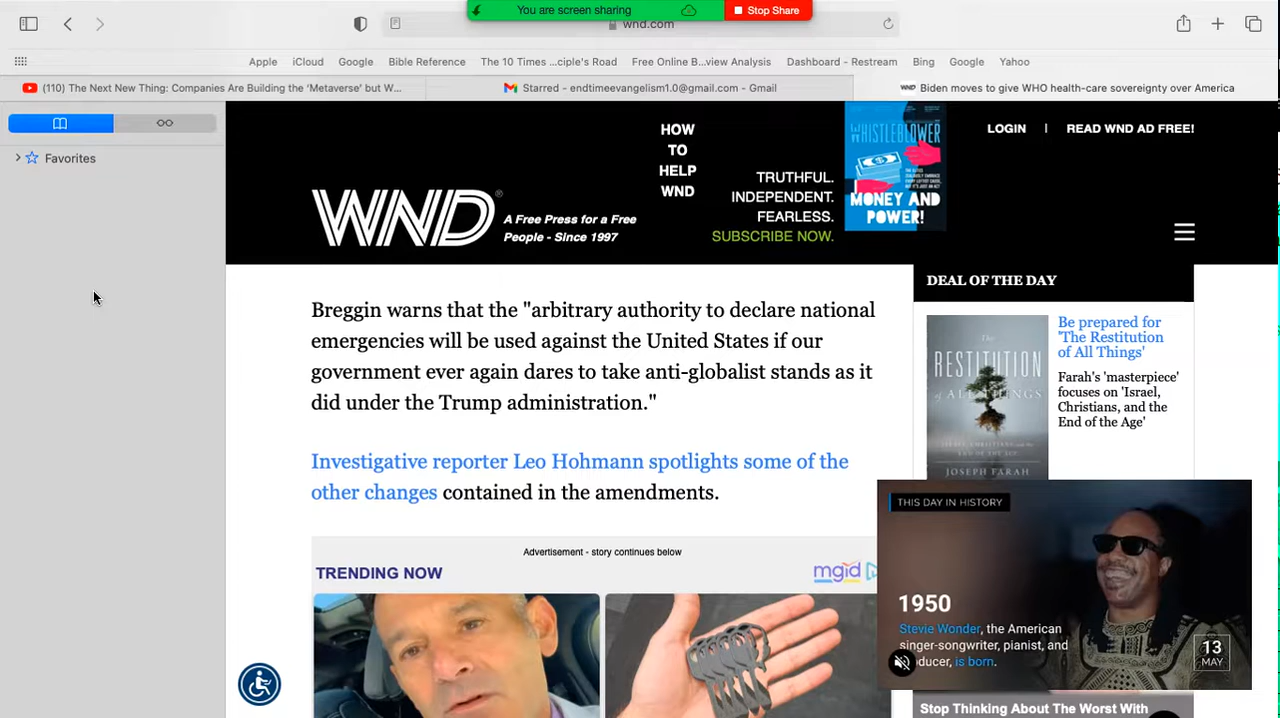 You are screen sharing
Stop Share
wnd.com
Apple iCloud Google Bible Reference The 10 Times ...ciple's Road Free Online B...view Analysis Dashboard - Restream Bing Google Yahoo
(110) The Next New Thing: Companies Are Building the ‘Metaverse’ but W...
Starred - endtimeevangelism1.0@gmail.com - Gmail
WND Biden moves to give WHO health-care sovereignty over America
Favorites
WND®
A Free Press for a Free
People - Since 1997
HOW
TO
HELP
WND
TRUTHFUL.
INDEPENDENT.
FEARLESS.
SUBSCRIBE NOW.
WHISTLEBLOWER
MONEY AND
POWER!
LOGIN | READ WND AD FREE!
Breggin warns that the "arbitrary authority to declare national
emergencies will be used against the United States if our
government ever again dares to take anti-globalist stands as it
did under the Trump administration."
Investigative reporter Leo Hohmann spotlights some of the
other changes contained in the amendments.
Advertisement - story continues below
TRENDING NOW
mgid
DEAL OF THE DAY
The
RESTITUTION
OF ALL THINGS
JOSEPH FARAH
Be prepared for
'The Restitution
of All Things'
Farah's 'masterpiece'
focuses on 'Israel,
Christians, and the
End of the Age'
THIS DAY IN HISTORY
1950
Stevie Wonder, the American
singer-songwriter, pianist, and
is born.
13
MAY
Stop Thinking About The Worst With